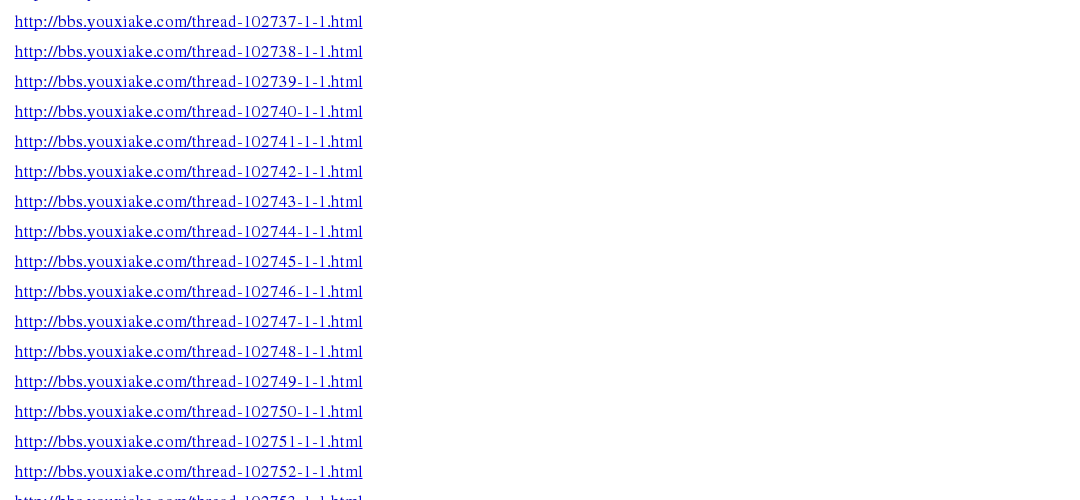 http://bbs.youxiake.com/thread-102737-1-1.html
http://bbs.youxiake.com/thread-102738-1-1.html
http://bbs.youxiake.com/thread-102739-1-1.html
http://bbs.youxiake.com/thread-102740-1-1.html
http://bbs.youxiake.com/thread-102741-1-1.html
http://bbs.youxiake.com/thread-102742-1-1.html
http://bbs.youxiake.com/thread-102743-1-1.html
http://bbs.youxiake.com/thread-102744-1-1.html
http://bbs.youxiake.com/thread-102745-1-1.html
http://bbs.youxiake.com/thread-102746-1-1.html
http://bbs.youxiake.com/thread-102747-1-1.html
http://bbs.youxiake.com/thread-102748-1-1.html
http://bbs.youxiake.com/thread-102749-1-1.html
http://bbs.youxiake.com/thread-102750-1-1.html
http://bbs.youxiake.com/thread-102751-1-1.html
http://bbs.youxiake.com/thread-102752-1-1.html